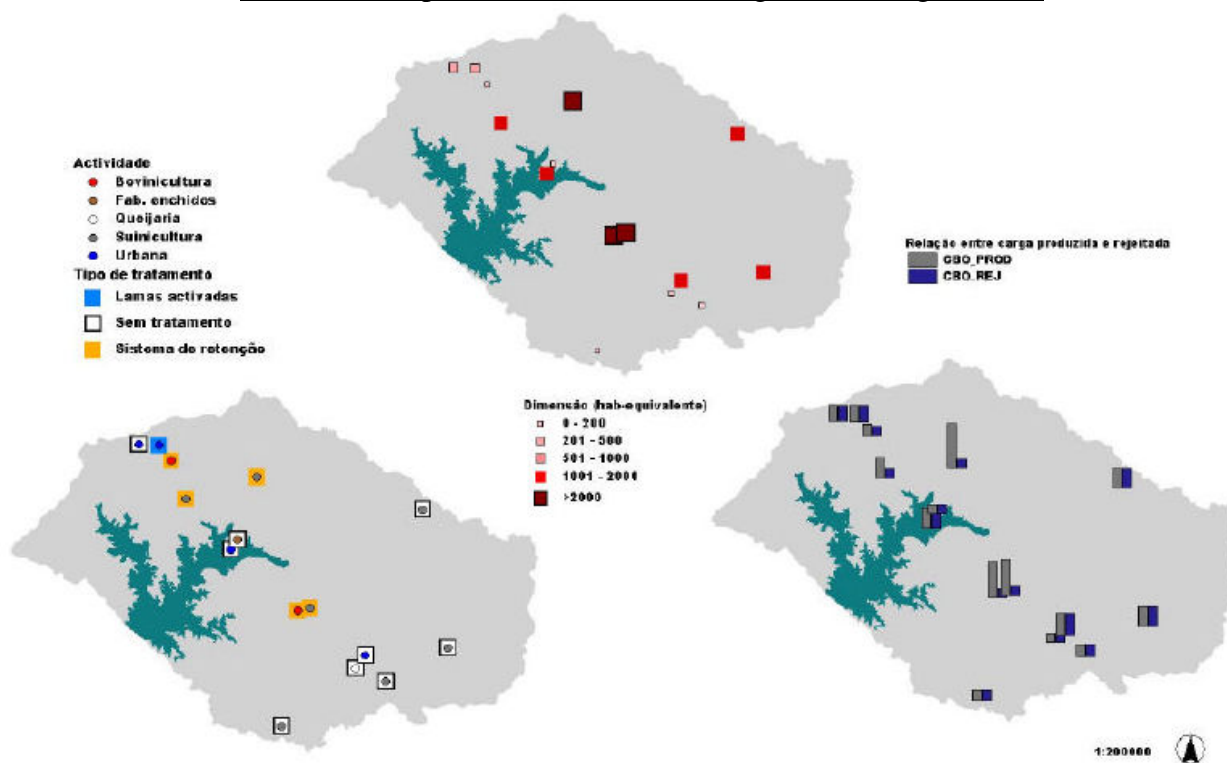 Actividade
Bovinicultura
Fab. enchidos
Queijaria
Suinicultura
Urbana
Tipo de tratamento
Lamas activadas
Sem tratamento
Sistema de retenção
Relação entre carga produzida e rejeitada
CBO_PROD
CBO_REJ
Dimensão (hab-equivalente)
0 - 200
201 - 500
501 - 1000
1001 - 2000
>2000
1:200000